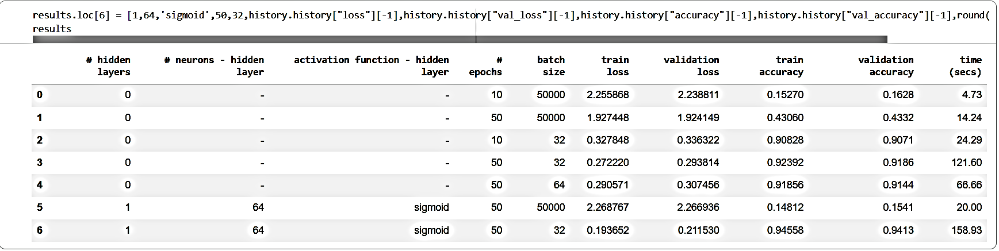 results.loc[6] = [1,64,'sigmoid',50,32,history.history["loss"][-1],history.history["val_loss"][-1],history.history["accuracy"][-1],history.history["val_accuracy"][-1],round(
results
# hidden layers # neurons - hidden layer activation function - hidden layer # epochs batch size train loss validation loss train accuracy validation accuracy time (secs)
0 0 - - 10 50000 2.255868 2.238811 0.15270 0.1628 4.73
1 0 - - 50 50000 1.927448 1.924149 0.43060 0.4332 14.24
2 0 - - 10 32 0.327848 0.336322 0.90828 0.9071 24.29
3 0 - - 50 32 0.272220 0.293814 0.92392 0.9186 121.60
4 0 - - 50 64 0.290571 0.307456 0.91856 0.9144 66.66
5 1 64 sigmoid 50 50000 2.268767 2.266936 0.14812 0.1541 20.00
6 1 64 sigmoid 50 32 0.193652 0.211530 0.94558 0.9413 158.93